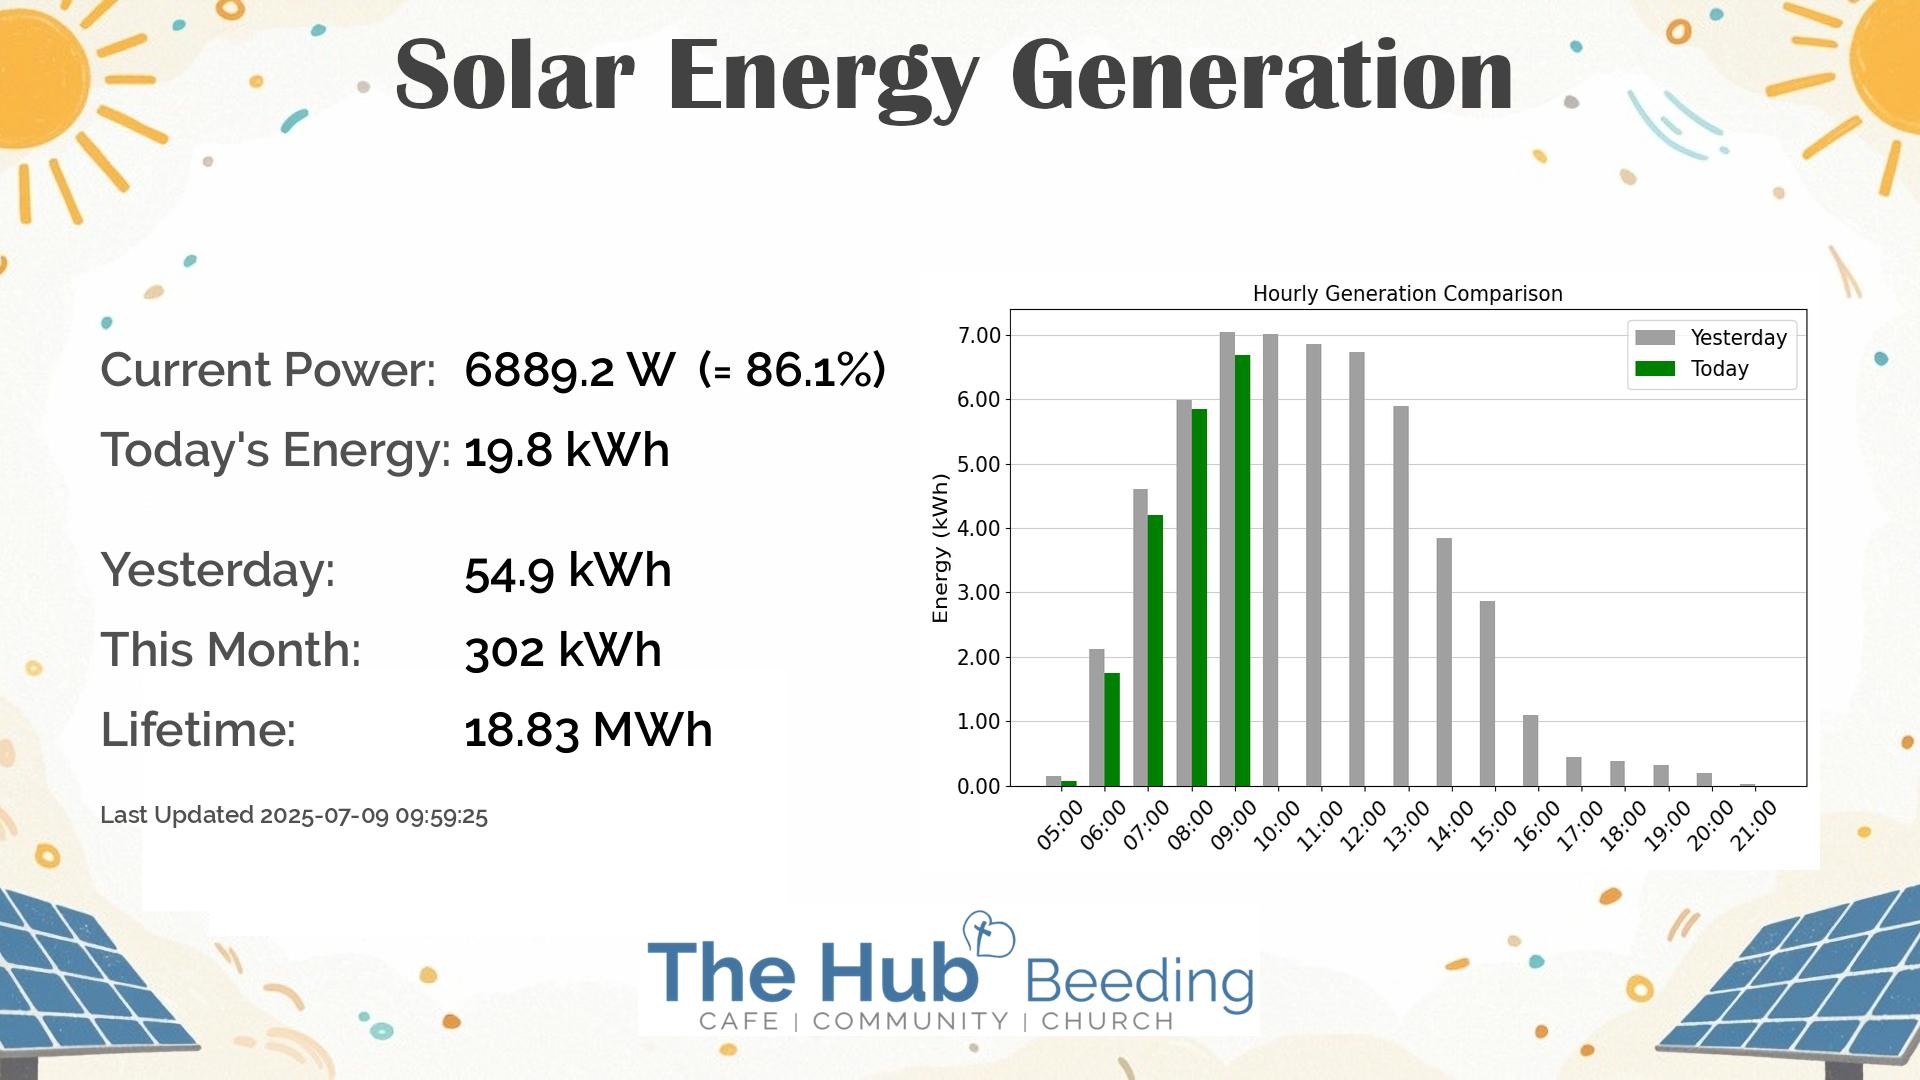 Solar Energy Generation
Current Power: 6889.2 W (= 86.1%)
Today's Energy: 19.8 kWh
Yesterday: 54.9 kWh
This Month: 302 kWh
Lifetime: 18.83 MWh
Last Updated 2025-07-09 09:59:25
Hourly Generation Comparison
Yesterday
Today
Energy (kWh)
7.00
6.00
5.00
4.00
3.00
2.00
1.00
0.00
05:00 06:00 07:00 08:00 09:00 10:00 11:00 12:00 13:00 14:00 15:00 16:00 17:00 18:00 19:00 20:00 21:00
The Hub Beeding
CAFE | COMMUNITY | CHURCH